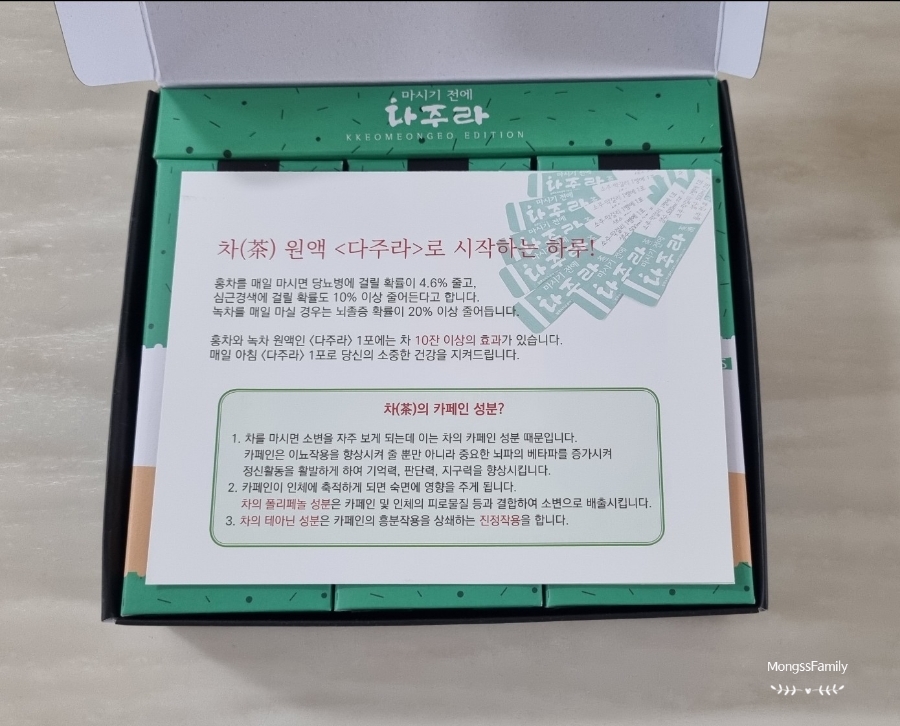 마시기 전에
차주라
KKEOMEONGEO EDITION
차(茶) 원액 <다주라>로 시작하는 하루!
홍차를 매일 마시면 당뇨병에 걸릴 확률이 4.6% 줄고,
심근경색에 걸릴 확률도 10% 이상 줄어든다고 합니다.
녹차를 매일 마실 경우는 뇌졸증 확률이 20% 이상 줄어듭니다.
홍차와 녹차 원액인 <다주라> 1포에는 차 10잔 이상의 효과가 있습니다.
매일 아침 <다주라> 1포로 당신의 소중한 건강을 지켜드립니다.
차(茶)의 카페인 성분?
1. 차를 마시면 소변을 자주 보게 되는데 이는 차의 카페인 성분 때문입니다.
카페인은 이뇨작용을 향상시켜 줄 뿐만 아니라 중요한 뇌파의 베타파를 증가시켜
정신활동을 활발하게 하여 기억력, 판단력, 지구력을 향상시킵니다.
2. 카페인이 인체에 축적하게 되면 숙면에 영향을 주게 됩니다.
차의 폴리페놀 성분은 카페인 및 인체의 피로물질 등과 결합하여 소변으로 배출시킵니다.
3. 차의 테아닌 성분은 카페인의 흥분작용을 상쇄하는 진정작용을 합니다.
MongssFamily